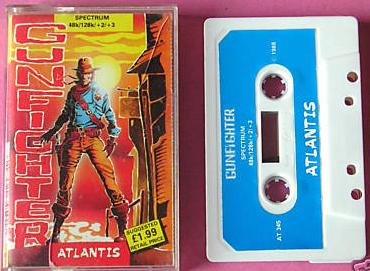 SPECTRUM
48k/128k/+2/+3
GUNFIGHTER
SUGGESTED
£1.99
RETAIL PRICE
ATLANTIS
GUNFIGHTER
SPECTRUM
48k/128k/+2/+3
ATLANTIS
© 1988
AT 345